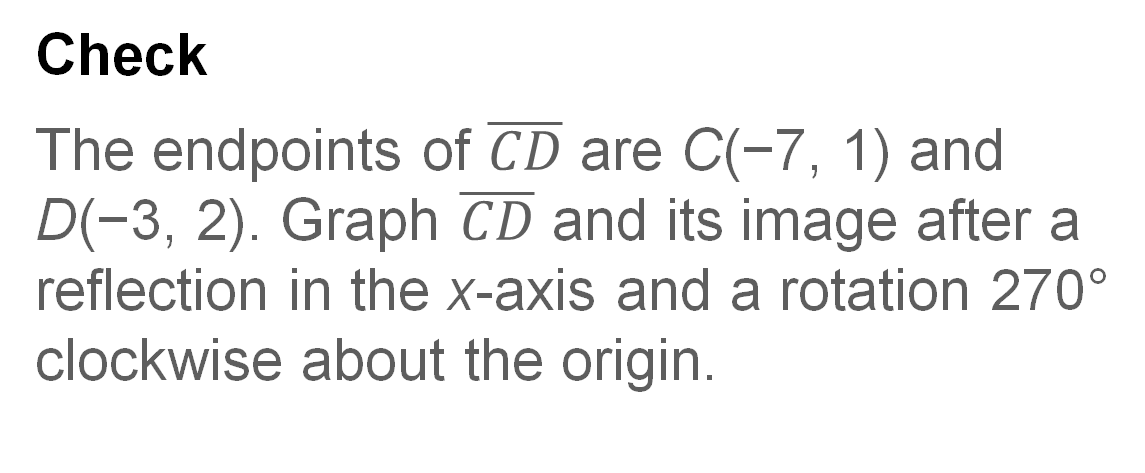 Check
The endpoints of CD are C(−7, 1) and
D(−3, 2). Graph CD and its image after a
reflection in the x-axis and a rotation 270°
clockwise about the origin.